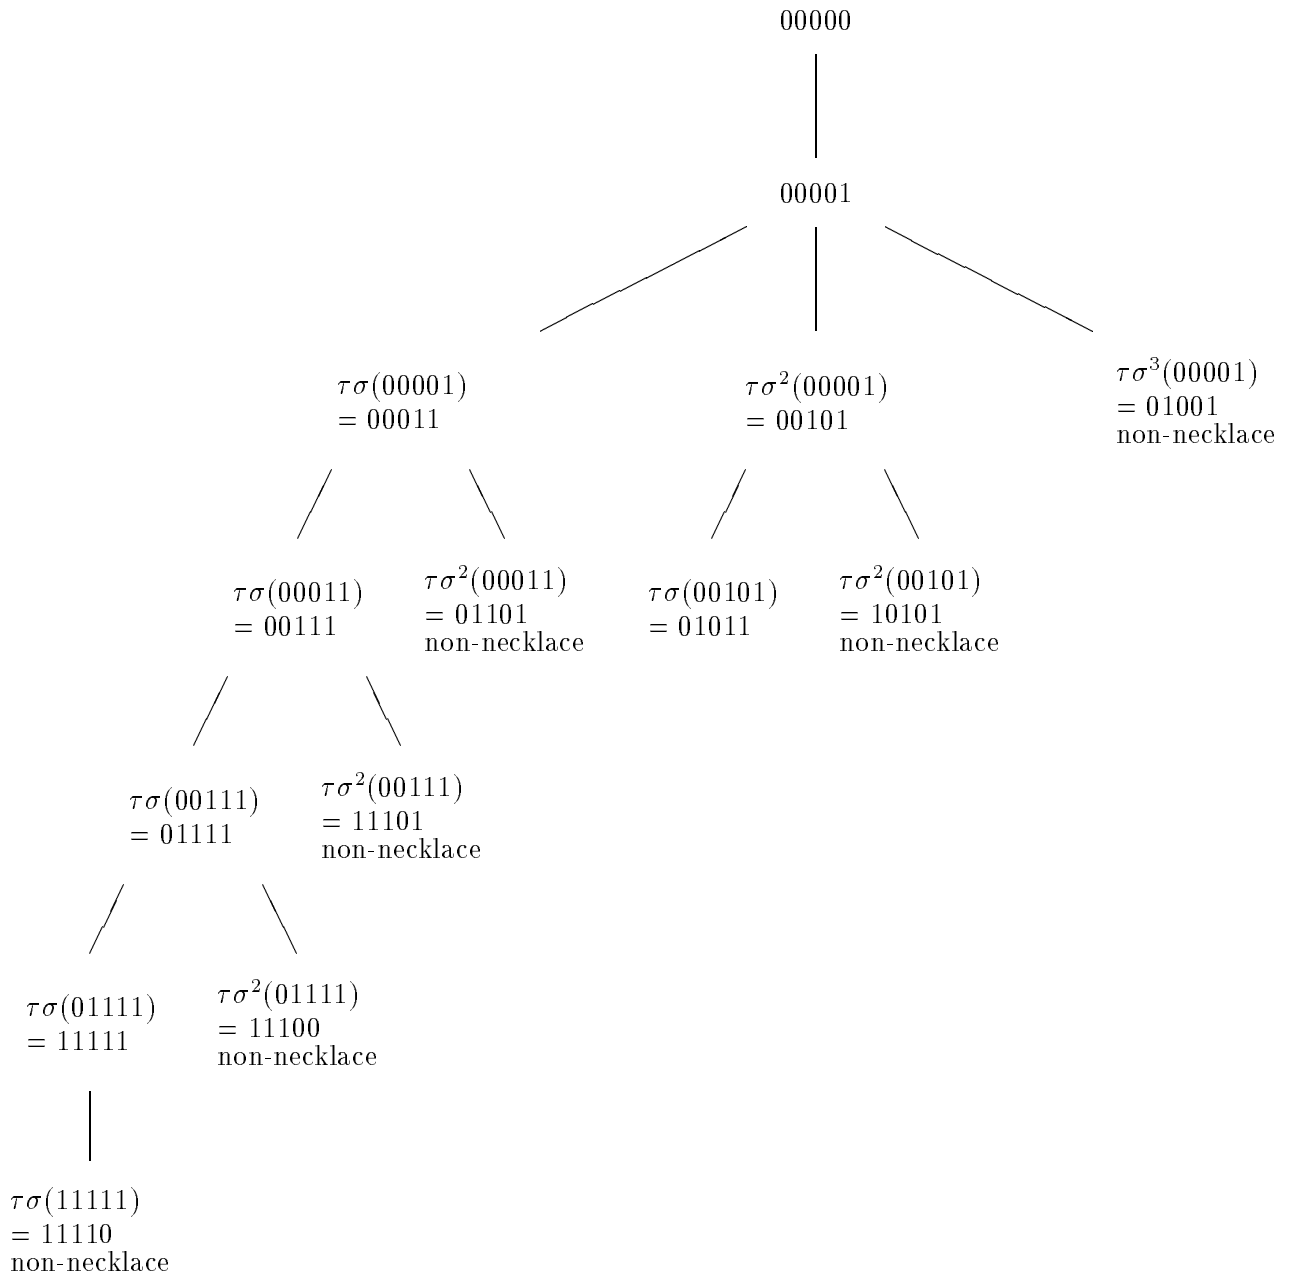 00000
00001
τσ(00001)
= 00011
τσ²(00001)
= 00101
τσ³(00001)
= 01001
non-necklace
τσ(00011)
= 00111
τσ²(00011)
= 01101
non-necklace
τσ(00101)
= 01011
τσ²(00101)
= 10101
non-necklace
τσ(00111)
= 01111
τσ²(00111)
= 11101
non-necklace
τσ(01111)
= 11111
τσ²(01111)
= 11100
non-necklace
τσ(11111)
= 11110
non-necklace